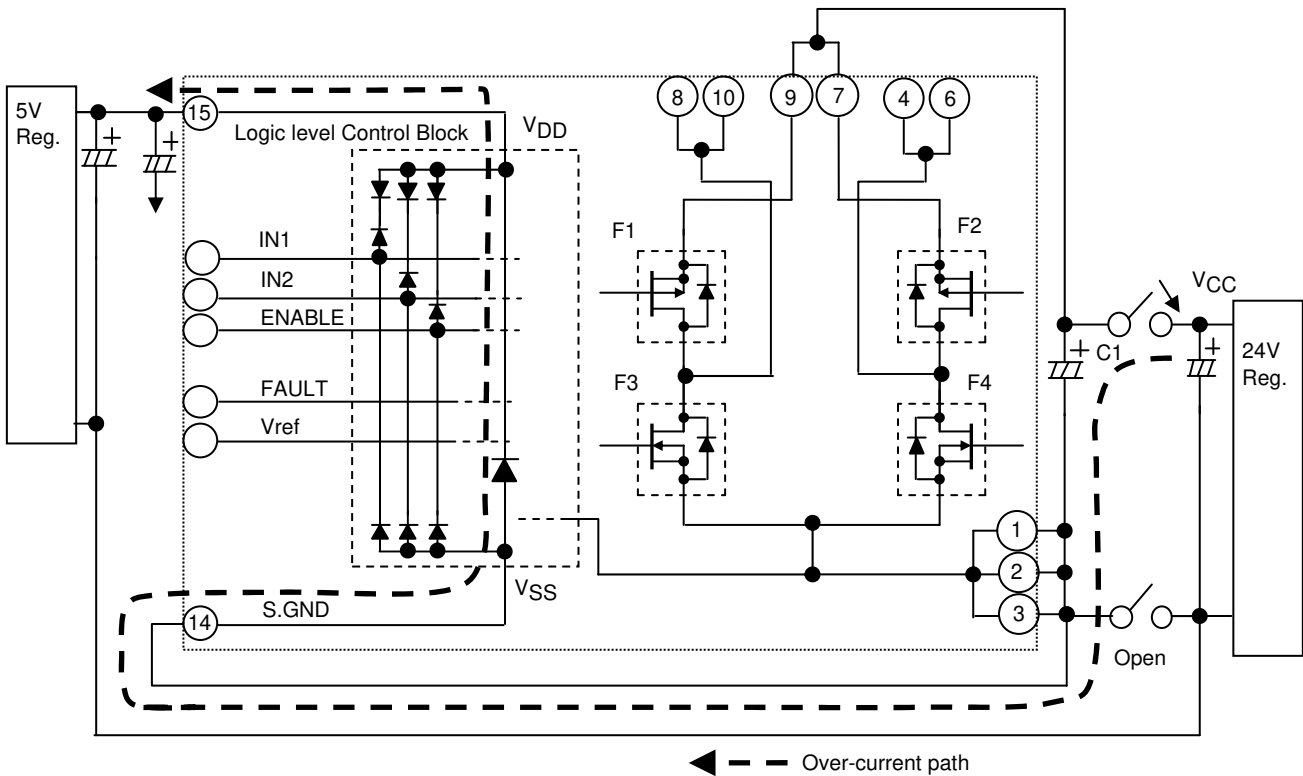 8
10
9
7
4
6
5V
Reg.
+
+
15
Logic level Control Block
VDD
IN1
F1
F2
IN2
VCC
ENABLE
+
C1
+
24V
Reg.
FAULT
F3
F4
Vref
1
2
VSS
14
S.GND
3
Open
Over-current path